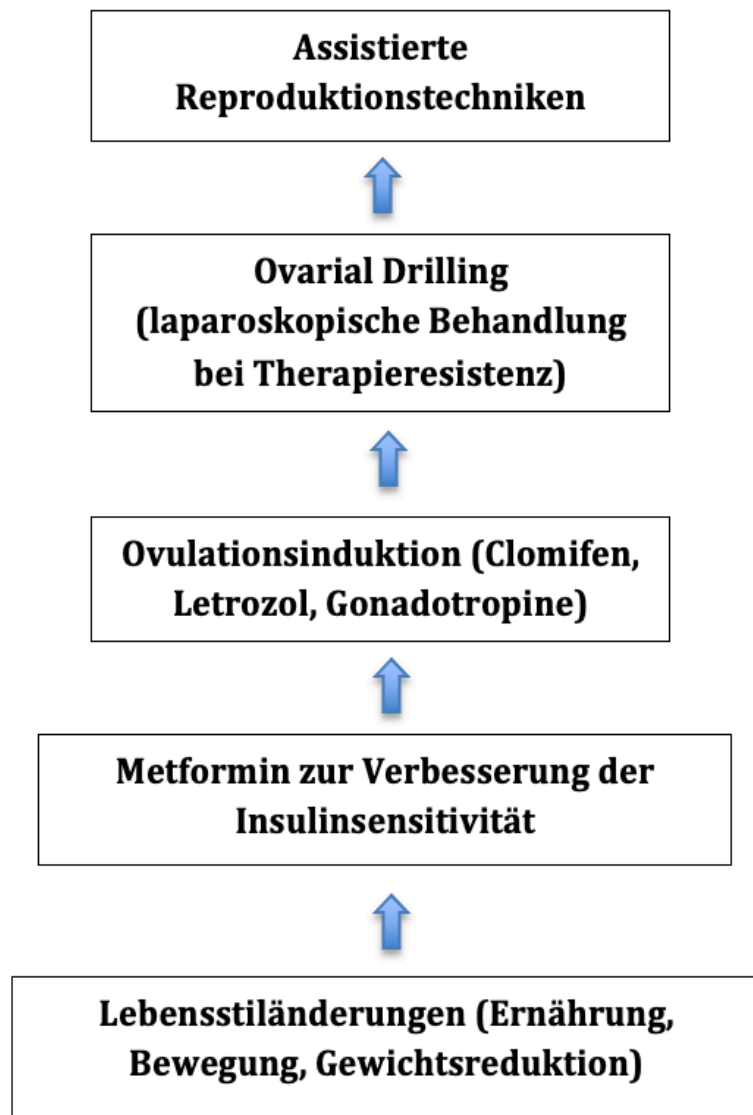 Assistierte
Reproduktionstechniken
Ovarial Drilling
(laparoskopische Behandlung
bei Therapieresistenz)
Ovulationsinduktion (Clomifen,
Letrozol, Gonadotropine)
Metformin zur Verbesserung der
Insulinsensitivität
Lebensstiländerungen (Ernährung,
Bewegung, Gewichtsreduktion)